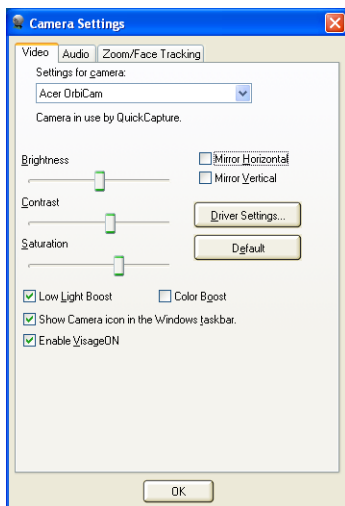 Camera Settings
Video Audio Zoom/Face Tracking
Settings for camera:
Acer OrbiCam
Camera in use by QuickCapture.
Brightness
Mirror Horizontal
Mirror Vertical
Contrast
Driver Settings...
Saturation
Default
Low Light Boost Color Boost
Show Camera icon in the Windows taskbar.
Enable VisageON
OK